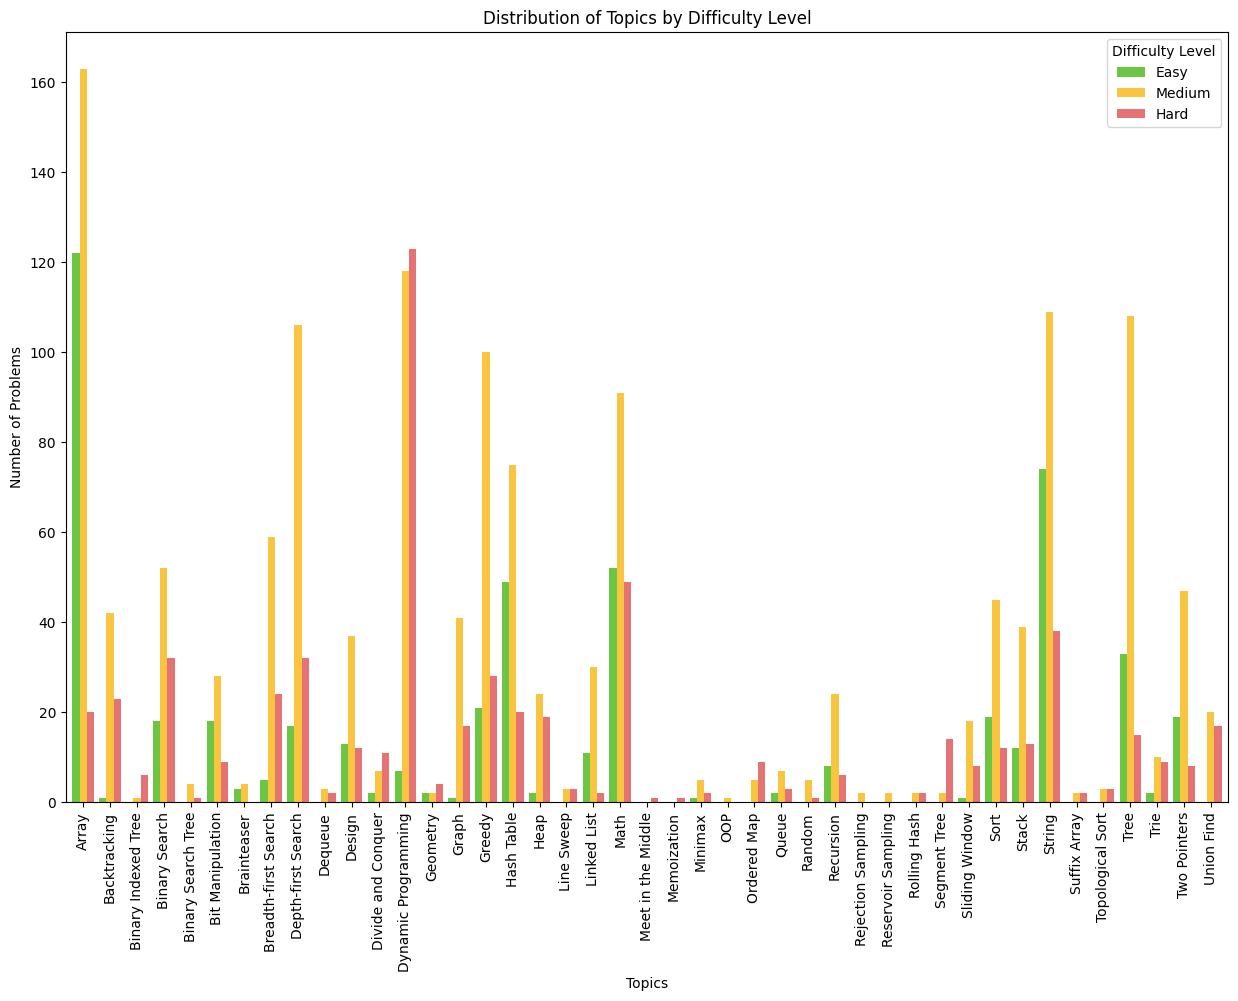 Distribution of Topics by Difficulty Level
Difficulty Level
Easy
Medium
Hard
Number of Problems
160
140
120
100
80
60
40
20
0
Array
Backtracking
Binary Indexed Tree
Binary Search
Binary Search Tree
Bit Manipulation
Brainteaser
Breadth-first Search
Depth-first Search
Dequeue
Design
Divide and Conquer
Dynamic Programming
Geometry
Graph
Greedy
Hash Table
Heap
Line Sweep
Linked List
Math
Meet in the Middle
Memoization
Minimax
OOP
Ordered Map
Queue
Random
Recursion
Rejection Sampling
Reservoir Sampling
Rolling Hash
Segment Tree
Sliding Window
Sort
Stack
String
Suffix Array
Topological Sort
Tree
Trie
Two Pointers
Union Find
Topics